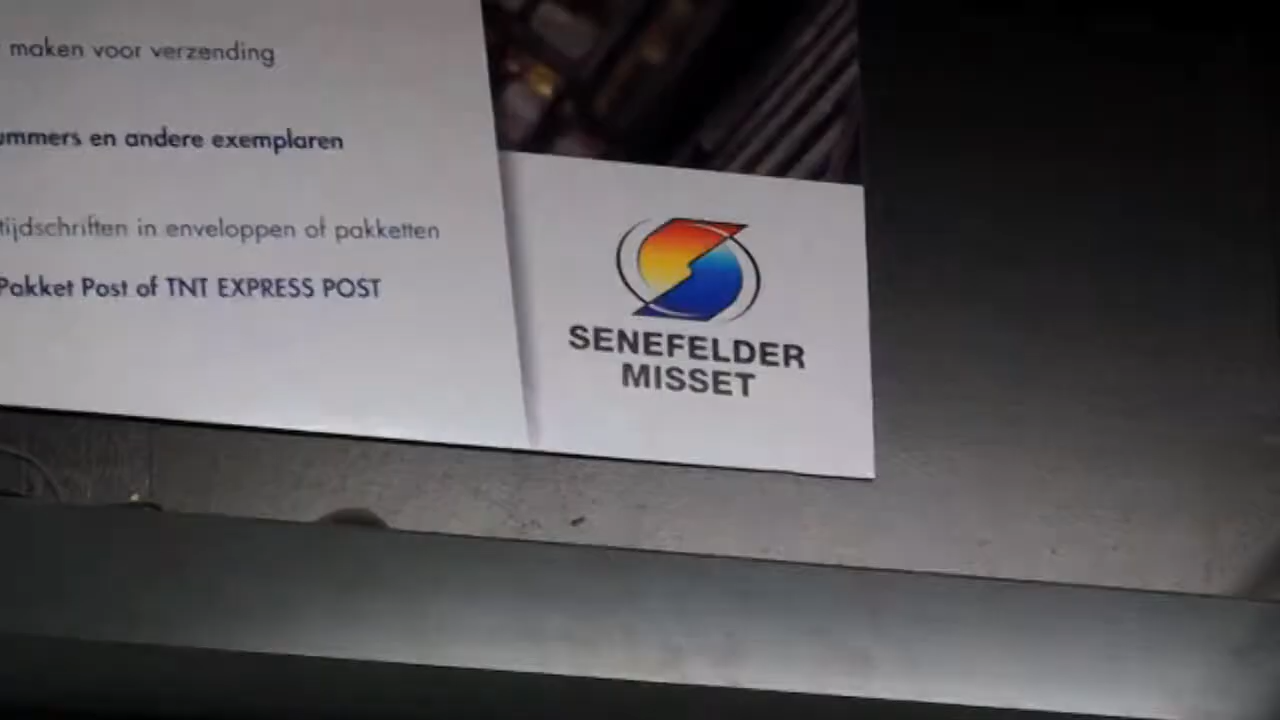 maken voor verzending
ummers en andere exemplaren
tijdschriften in enveloppen of pakketten
Pakket Post of TNT EXPRESS POST
SENEFELDER
MISSET